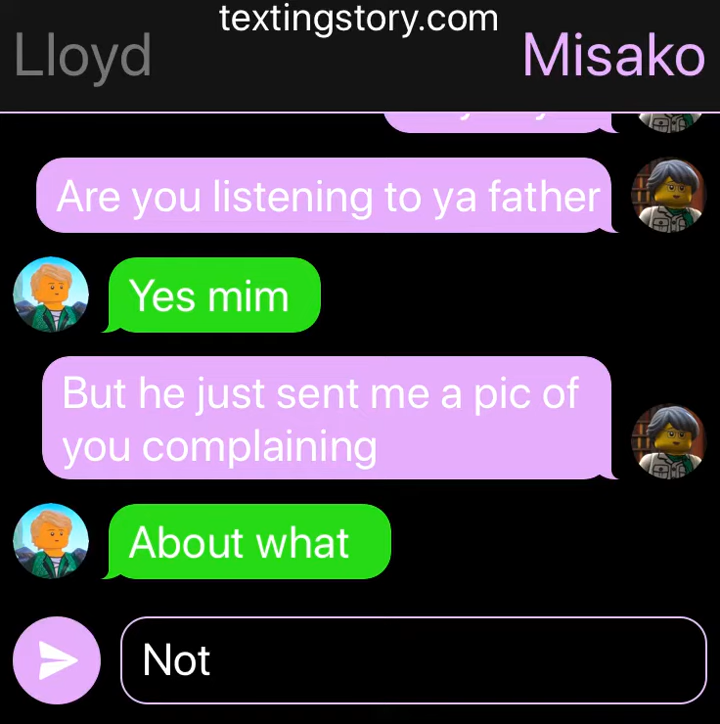 textingstory.com
Lloyd
Misako
Are you listening to ya father
Yes mim
But he just sent me a pic of
you complaining
About what
Not